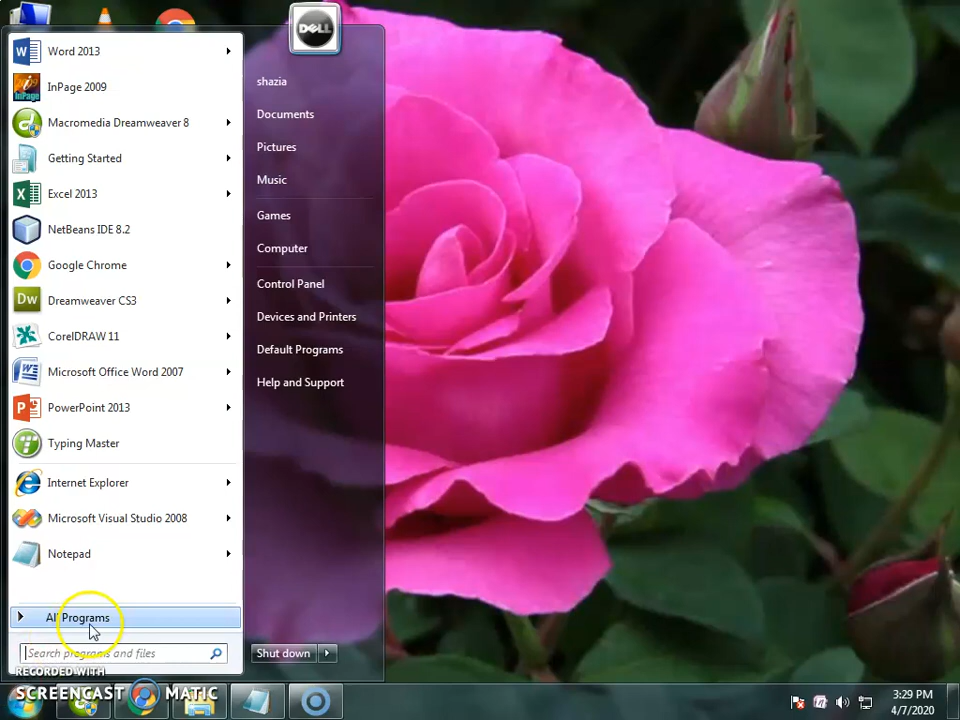 DELL
Word 2013
InPage 2009
Macromedia Dreamweaver 8
Getting Started
Excel 2013
NetBeans IDE 8.2
Google Chrome
Dw Dreamweaver CS3
CorelDRAW 11
Microsoft Office Word 2007
PowerPoint 2013
Typing Master
Internet Explorer
Microsoft Visual Studio 2008
Notepad
All Programs
Search programs and files
shazia
Documents
Pictures
Music
Games
Computer
Control Panel
Devices and Printers
Default Programs
Help and Support
Shut down
RECORDED WITH
SCREENCAST MATIC
3:29 PM
4/7/2020